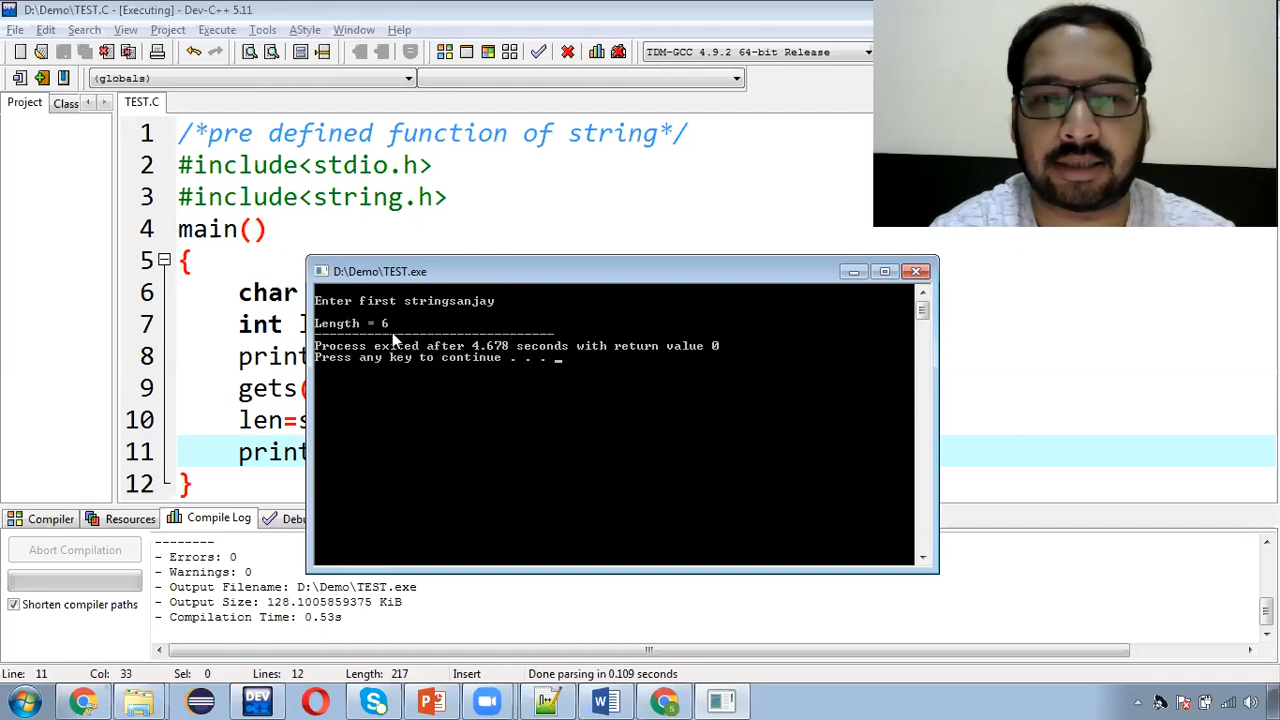 D:\Demo\TEST.C - [Executing] - Dev-C++ 5.11
File Edit Search View Project Execute Tools AStyle Window Help
TDM-GCC 4.9.2 64-bit Release
(globals)
Project Class TEST.C
1 /*pre defined function of string*/
2 #include<stdio.h>
3 #include<string.h>
4 main()
5 {
6 char
7 int
8 print
9 gets(
10 len=s
11 print
12 }
D:\Demo\TEST.exe
Enter first stringsanjay
Length = 6
--------------------------------
Process exited after 4.678 seconds with return value 0
Press any key to continue . . . _
Compiler Resources Compile Log Debu
Abort Compilation
Shorten compiler paths
--------
- Errors: 0
- Warnings: 0
- Output Filename: D:\Demo\TEST.exe
- Output Size: 128.1005859375 KiB
- Compilation Time: 0.53s
Line: 11 Col: 33 Sel: 0 Lines: 12 Length: 217 Insert Done parsing in 0.109 seconds
DEV